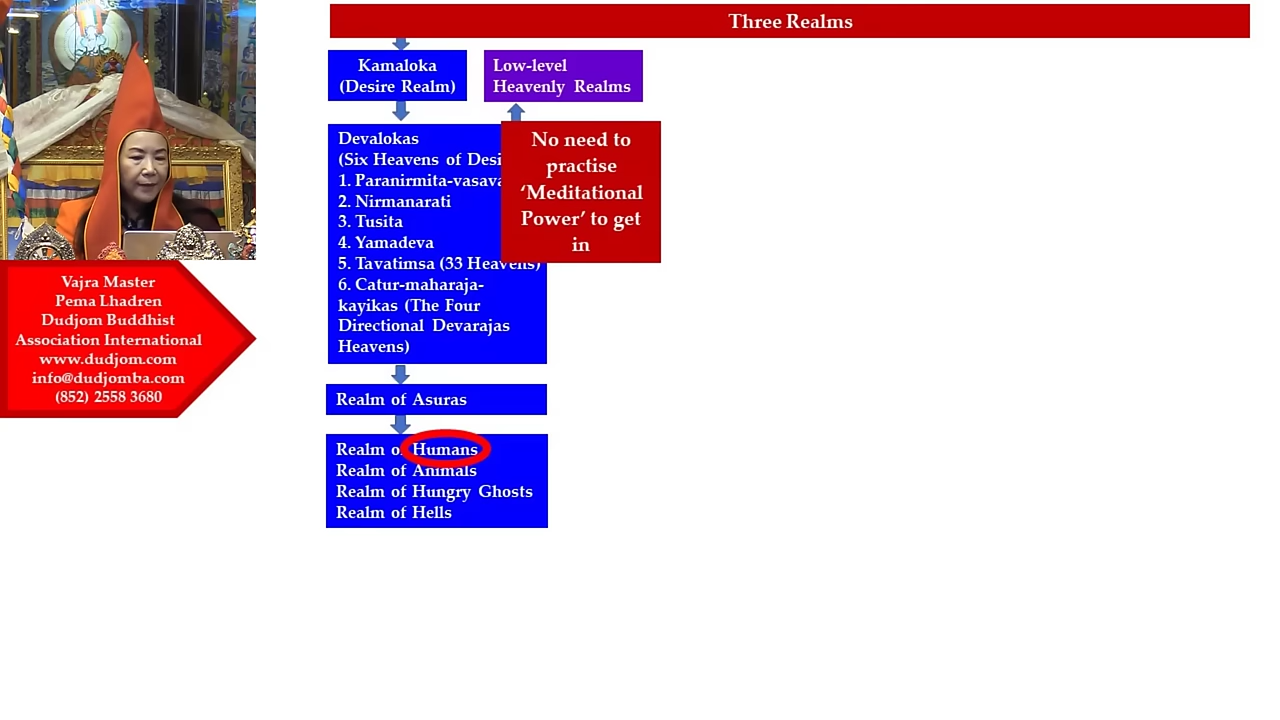 Three Realms
Kamaloka
(Desire Realm)
Low-level
Heavenly Realms
Devalokas
(Six Heavens of Desi
1. Paranirmita-vasava
2. Nirmanarati
3. Tusita
4. Yamadeva
5. Tavatimsa (33 Heavens)
6. Catur-maharaja-
kayikas (The Four
Directional Devarajas
Heavens)
No need to
practise
‘Meditational
Power’ to get
in
Realm of Asuras
Realm of Humans
Realm of Animals
Realm of Hungry Ghosts
Realm of Hells
Vajra Master
Pema Lhadren
Dudjom Buddhist
Association International
www.dudjom.com
info@dudjomba.com
(852) 2558 3680